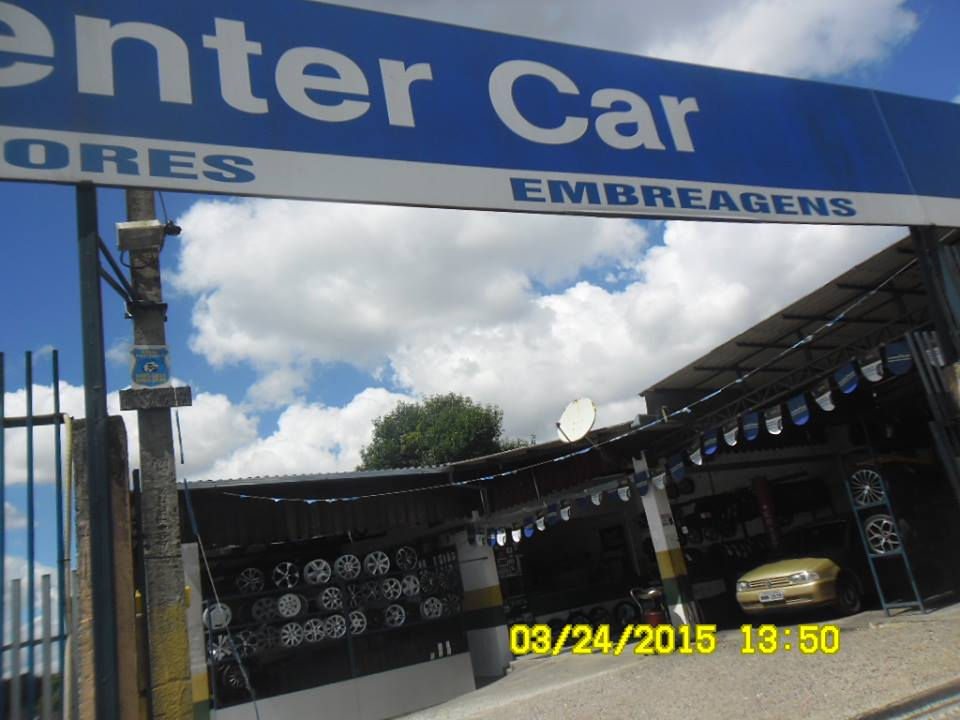 enter Car
ORES EMBREAGENS
03/24/2015 13:50